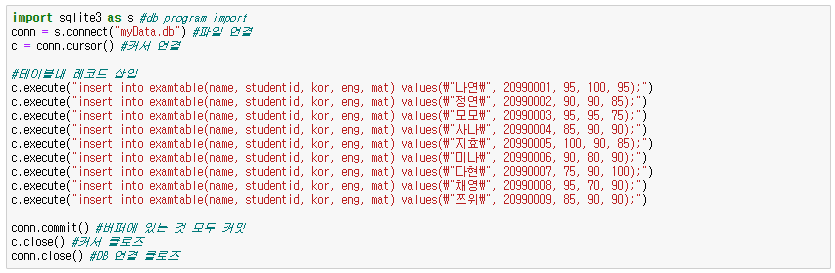 import sqlite3 as s #db program import
conn = s.connect("myData.db") #파일 연결
c = conn.cursor() #커서 연결
#테이블내 레코드 삽입
c.execute("insert into examtable(name, studentid, kor, eng, mat) values(₩"나연₩", 20990001, 95, 100, 95);")
c.execute("insert into examtable(name, studentid, kor, eng, mat) values(₩"정연₩", 20990002, 90, 90, 85);")
c.execute("insert into examtable(name, studentid, kor, eng, mat) values(₩"모모₩", 20990003, 95, 95, 75);")
c.execute("insert into examtable(name, studentid, kor, eng, mat) values(₩"사나₩", 20990004, 85, 90, 90);")
c.execute("insert into examtable(name, studentid, kor, eng, mat) values(₩"지효₩", 20990005, 100, 90, 85);")
c.execute("insert into examtable(name, studentid, kor, eng, mat) values(₩"미나₩", 20990006, 90, 80, 90);")
c.execute("insert into examtable(name, studentid, kor, eng, mat) values(₩"다현₩", 20990007, 75, 90, 100);")
c.execute("insert into examtable(name, studentid, kor, eng, mat) values(₩"채영₩", 20990008, 95, 70, 90);")
c.execute("insert into examtable(name, studentid, kor, eng, mat) values(₩"쯔위₩", 20990009, 85, 90, 90);")
conn.commit() #버퍼에 있는 것 모두 커밋
c.close() #커서 클로즈
conn.close() #DB 연결 클로즈